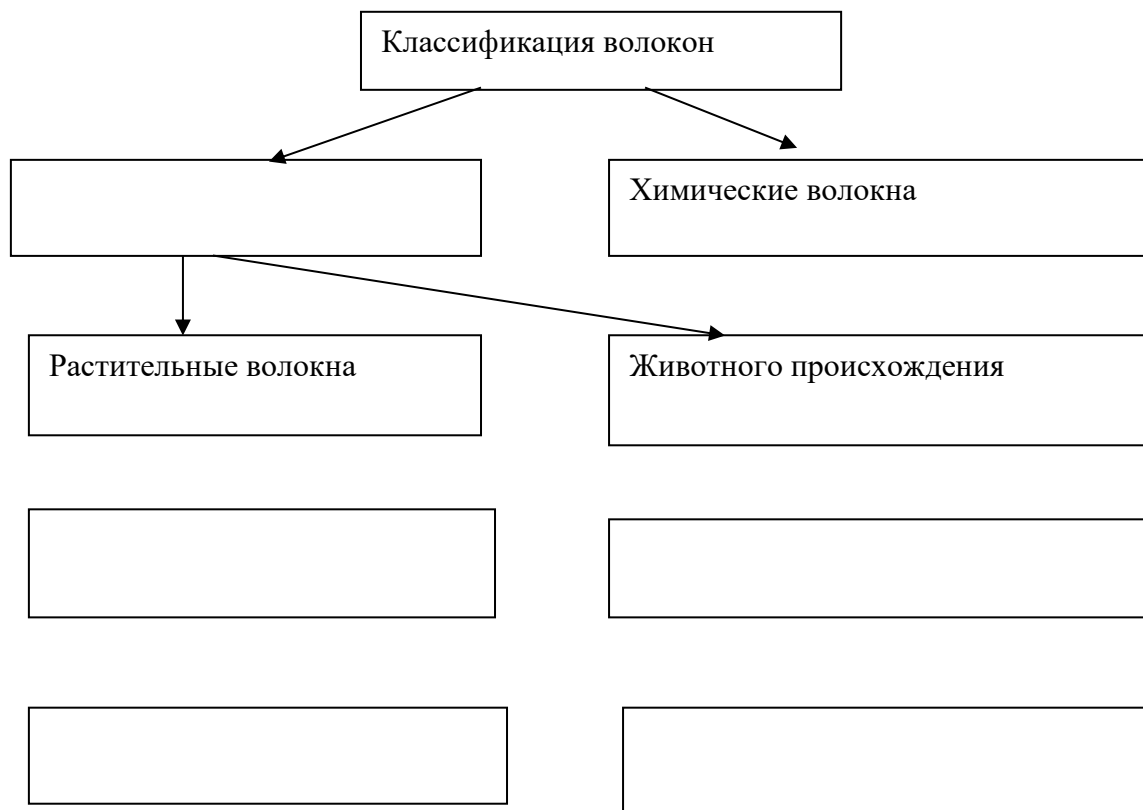 Классификация волокон
Химические волокна
Растительные волокна
Животного происхождения